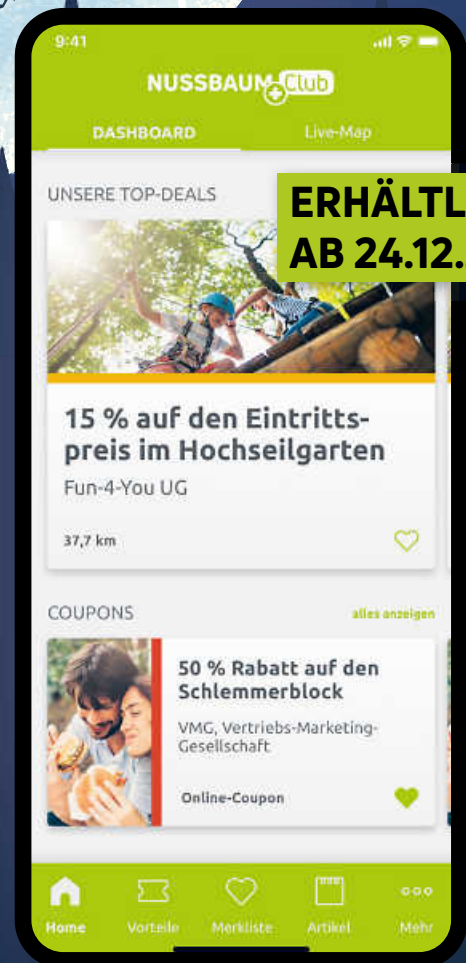 9:41
NUSSBAUM Club
DASHBOARD
Live-Map
UNSERE TOP-DEALS
ERHÄLTL
AB 24.12.
15 % auf den Eintritts-
preis im Hochseilgarten
Fun-4-You UG
37,7 km
COUPONS
alles anzeigen
50 % Rabatt auf den
Schlemmerblock
VMG, Vertriebs-Marketing-
Gesellschaft
Online-Coupon
Home
Vorteile
Merkliste
Artikel
Mehr